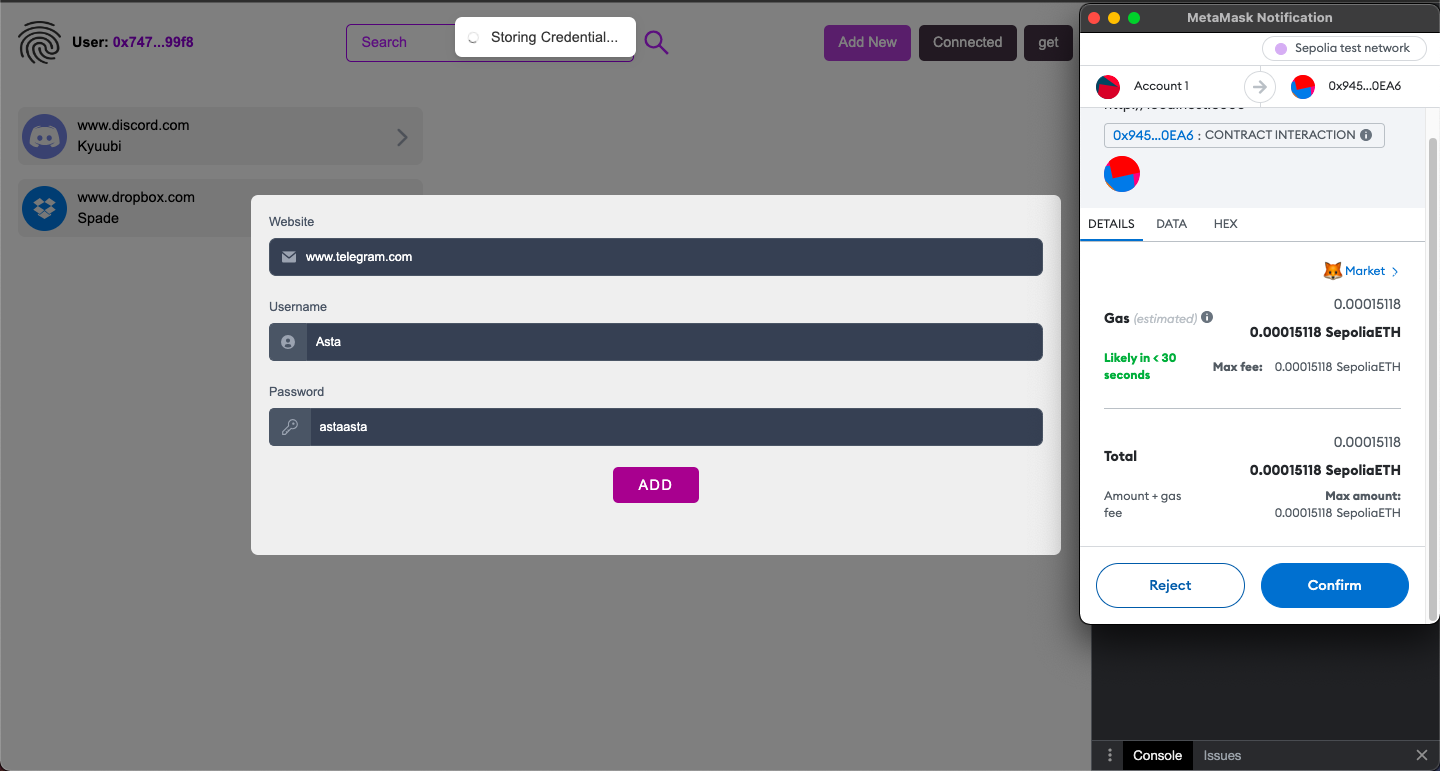 User: 0x747...99f8
Search
Storing Credential...
Add New
Connected
get
www.discord.com
Kyuubi
www.dropbox.com
Spade
Website
www.telegram.com
Username
Asta
Password
astaasta
ADD
MetaMask Notification
Sepolia test network
Account 1
0x945...0EA6
0x945...0EA6 : CONTRACT INTERACTION
DETAILS DATA HEX
Market
0.00015118
Gas (estimated)
0.00015118 SepoliaETH
Likely in < 30
seconds
Max fee: 0.00015118 SepoliaETH
0.00015118
Total
0.00015118 SepoliaETH
Amount + gas
fee
Max amount:
0.00015118 SepoliaETH
Reject
Confirm
Console Issues